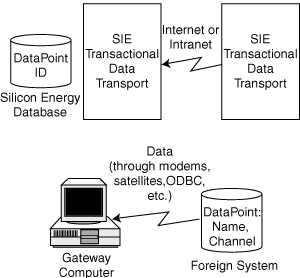 DataPoint
ID
Silicon Energy
Database
SIE
Transactional
Data
Transport
Internet or
Intranet
SIE
Transactional
Data
Transport
Data
(through modems,
satellites,ODBC,
etc.)
Gateway
Computer
DataPoint:
Name,
Channel
Foreign System